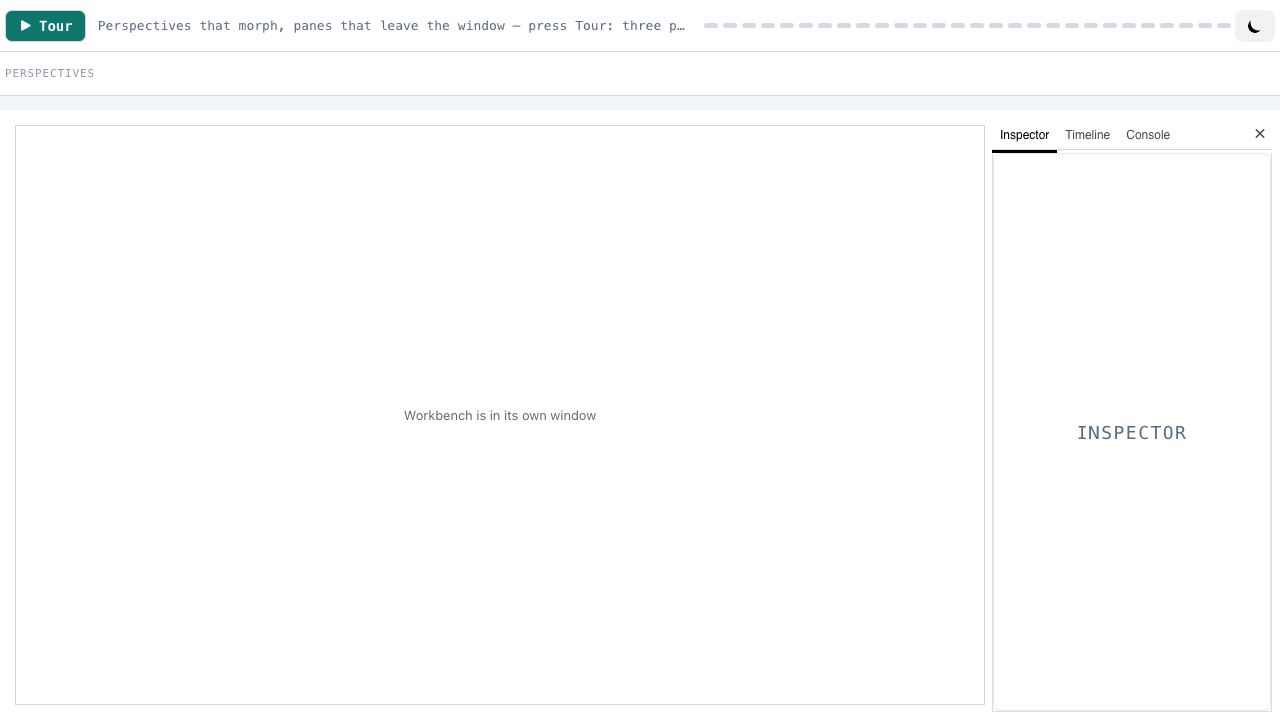 Tour
Perspectives that morph, panes that leave the window — press Tour: three p…
PERSPECTIVES
Inspector
Timeline
Console
Workbench is in its own window
INSPECTOR